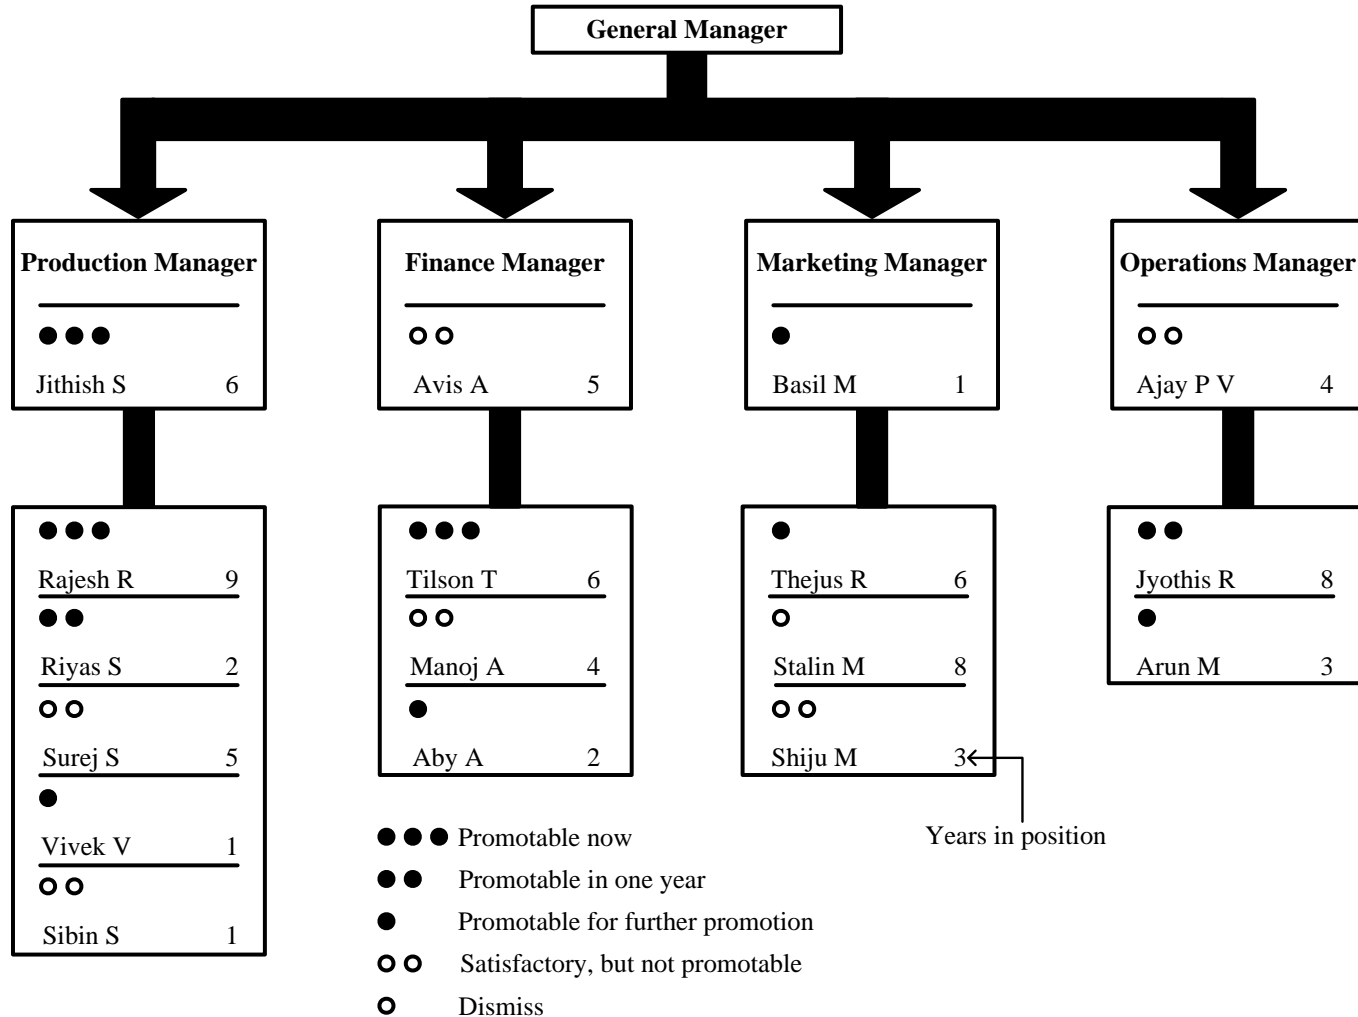 General Manager
Production Manager
Jithish S 6
Finance Manager
Avis A 5
Marketing Manager
Basil M 1
Operations Manager
Ajay P V 4
Rajesh R 9
Riyas S 2
Surej S 5
Vivek V 1
Sibin S 1
Tilson T 6
Manoj A 4
Aby A 2
Thejus R 6
Stalin M 8
Shiju M 3
Jyothis R 8
Arun M 3
Years in position
Promotable now
Promotable in one year
Promotable for further promotion
Satisfactory, but not promotable
Dismiss